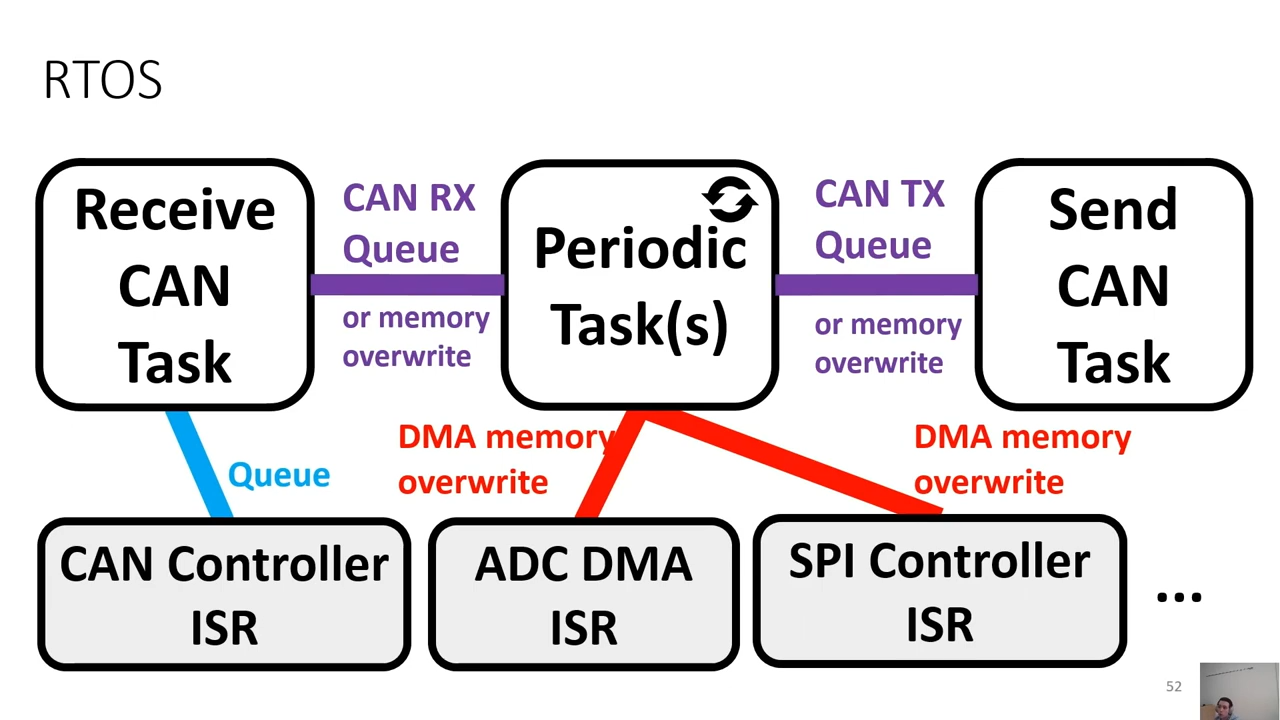 RTOS
Receive
CAN
Task
CAN RX
Queue
or memory
overwrite
Periodic
Task(s)
CAN TX
Queue
or memory
overwrite
Send
CAN
Task
Queue
DMA memory
overwrite
DMA memory
overwrite
CAN Controller
ISR
ADC DMA
ISR
SPI Controller
ISR
...
52